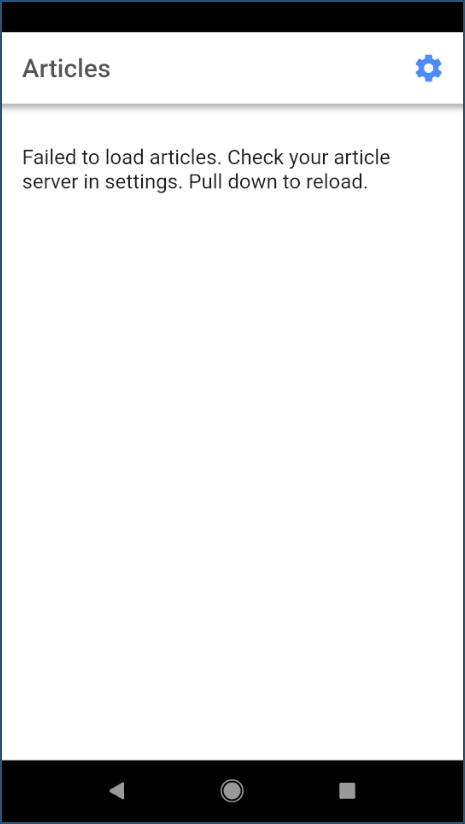 Articles
Failed to load articles. Check your article
server in settings. Pull down to reload.